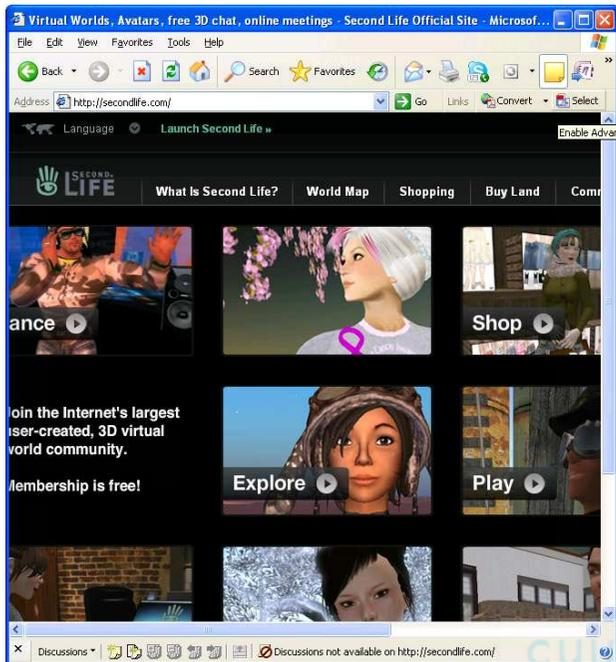 Virtual Worlds, Avatars, free 3D chat, online meetings - Second Life Official Site - Microsof...
File Edit View Favorites Tools Help
Back Search Favorites
Address http://secondlife.com/ Go Links Convert Select
Enable Advan
Language Launch Second Life »
SECOND LIFE
What Is Second Life? World Map Shopping Buy Land Comm
ance Shop
Join the Internet's largest
user-created, 3D virtual
world community.
Membership is free!
Explore Play
Discussions Discussions not available on http://secondlife.com/